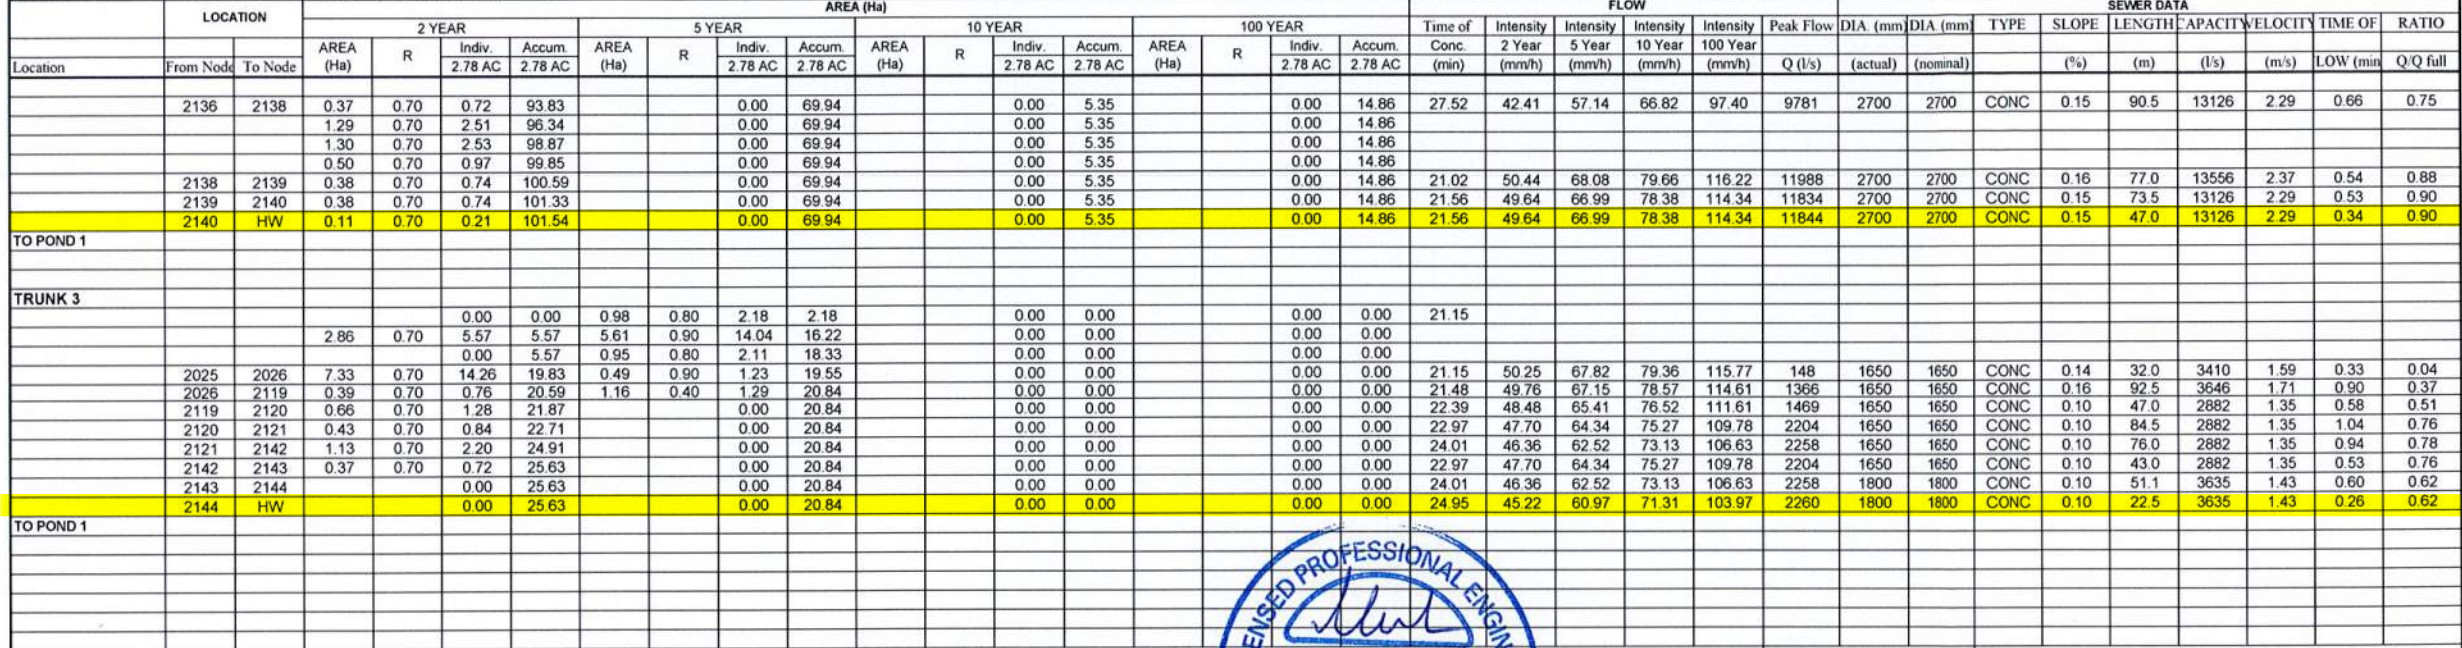 AREA (Ha) FLOW SEWER DATA
LOCATION 2 YEAR 5 YEAR 10 YEAR 100 YEAR Time of Intensity Intensity Intensity Intensity Peak Flow DIA. (mm) DIA. (mm) TYPE SLOPE LENGTH CAPACITY VELOCITY TIME OF RATIO
AREA R Indiv. Accum. AREA R Indiv. Accum. AREA R Indiv. Accum. AREA R Indiv. Accum. Conc. 2 Year 5 Year 10 Year 100 Year
Location From Node To Node (Ha) 2.78 AC 2.78 AC (Ha) 2.78 AC 2.78 AC (Ha) 2.78 AC 2.78 AC (Ha) 2.78 AC 2.78 AC (min) (mm/h) (mm/h) (mm/h) (mm/h) Q (l/s) (actual) (nominal) (%) (m) (l/s) (m/s) LOW (min Q/Q full
2136 2138 0.37 0.70 0.72 93.83 0.00 69.94 0.00 5.35 0.00 14.86 27.52 42.41 57.14 66.82 97.40 9781 2700 2700 CONC 0.15 90.5 13126 2.29 0.66 0.75
1.29 0.70 2.51 96.34 0.00 69.94 0.00 5.35 0.00 14.86
1.30 0.70 2.53 98.87 0.00 69.94 0.00 5.35 0.00 14.86
0.50 0.70 0.97 99.85 0.00 69.94 0.00 5.35 0.00 14.86
2138 2139 0.38 0.70 0.74 100.59 0.00 69.94 0.00 5.35 0.00 14.86 21.02 50.44 68.08 79.66 116.22 11988 2700 2700 CONC 0.16 77.0 13556 2.37 0.54 0.88
2139 2140 0.38 0.70 0.74 101.33 0.00 69.94 0.00 5.35 0.00 14.86 21.56 49.64 66.99 78.38 114.34 11834 2700 2700 CONC 0.15 73.5 13126 2.29 0.53 0.90
2140 HW 0.11 0.70 0.21 101.54 0.00 69.94 0.00 5.35 0.00 14.86 21.56 49.64 66.99 78.38 114.34 11844 2700 2700 CONC 0.15 47.0 13126 2.29 0.34 0.90
TO POND 1
TRUNK 3
0.00 0.00 0.98 0.80 2.18 2.18 0.00 0.00 0.00 0.00 21.15
2.86 0.70 5.57 5.57 5.61 0.90 14.04 16.22 0.00 0.00 0.00 0.00
0.00 5.57 0.95 0.80 2.11 18.33 0.00 0.00 0.00 0.00
2025 2026 7.33 0.70 14.26 19.83 0.49 0.90 1.23 19.55 0.00 0.00 0.00 0.00 21.15 50.25 67.82 79.36 115.77 148 1650 1650 CONC 0.14 32.0 3410 1.59 0.33 0.04
2026 2119 0.39 0.70 0.76 20.59 1.16 0.40 1.29 20.84 0.00 0.00 0.00 0.00 21.48 49.76 67.15 78.57 114.61 1366 1650 1650 CONC 0.16 92.5 3646 1.71 0.90 0.37
2119 2120 0.66 0.70 1.28 21.87 0.00 20.84 0.00 0.00 0.00 0.00 22.39 48.48 65.41 76.52 111.61 1469 1650 1650 CONC 0.10 47.0 2882 1.35 0.58 0.51
2120 2121 0.43 0.70 0.84 22.71 0.00 20.84 0.00 0.00 0.00 0.00 22.97 47.70 64.34 75.27 109.78 2204 1650 1650 CONC 0.10 84.5 2882 1.35 1.04 0.76
2121 2142 1.13 0.70 2.20 24.91 0.00 20.84 0.00 0.00 0.00 0.00 24.01 46.36 62.52 73.13 106.63 2258 1650 1650 CONC 0.10 76.0 2882 1.35 0.94 0.78
2142 2143 0.37 0.70 0.72 25.63 0.00 20.84 0.00 0.00 0.00 0.00 22.97 47.70 64.34 75.27 109.78 2204 1650 1650 CONC 0.10 43.0 2882 1.35 0.53 0.76
2143 2144 0.00 25.63 0.00 20.84 0.00 0.00 0.00 0.00 24.01 46.36 62.52 73.13 106.63 2258 1800 1800 CONC 0.10 51.1 3635 1.43 0.60 0.62
2144 HW 0.00 25.63 0.00 20.84 0.00 0.00 0.00 0.00 24.95 45.22 60.97 71.31 103.97 2260 1800 1800 CONC 0.10 22.5 3635 1.43 0.26 0.62
TO POND 1
ENSED PROFESSIONAL ENGIN